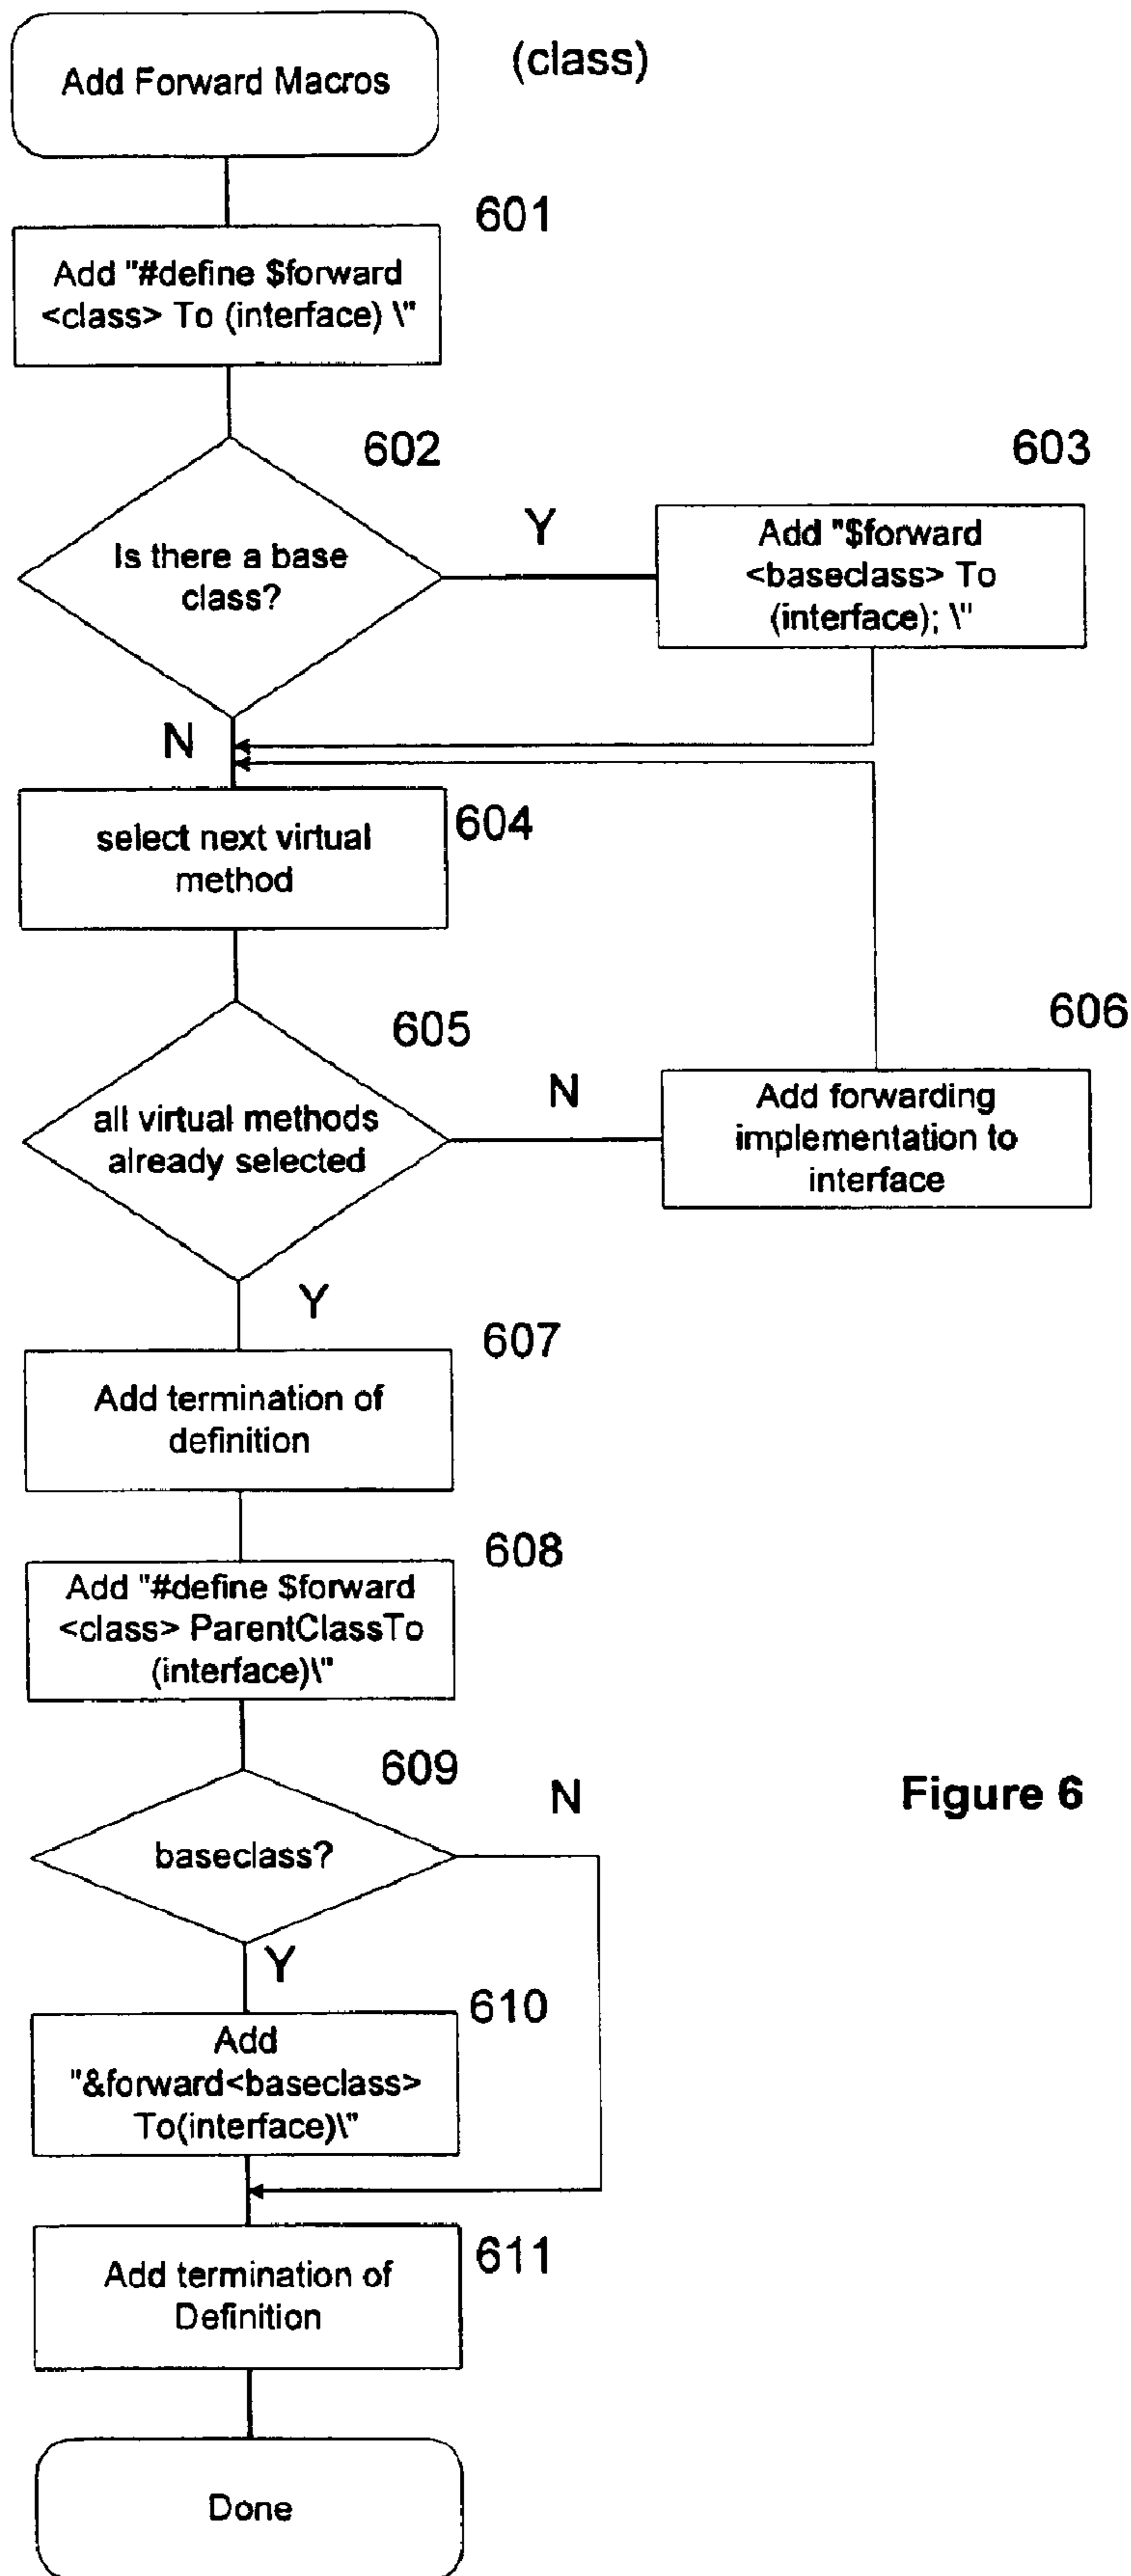 Add Forward Macros
(class)
601
Add "#define $forward
<class> To (interface) \"
602
Is there a base
class?
Y
N
603
Add "$forward
<baseclass> To
(interface); \"
604
select next virtual
method
605
all virtual methods
already selected
N
Y
606
Add forwarding
implementation to
interface
607
Add termination of
definition
608
Add "#define $forward
<class> ParentClassTo
(interface)\"
609
baseclass?
N
Y
Figure 6
610
Add
"&forward<baseclass>
To(interface)\"
611
Add termination of
Definition
Done